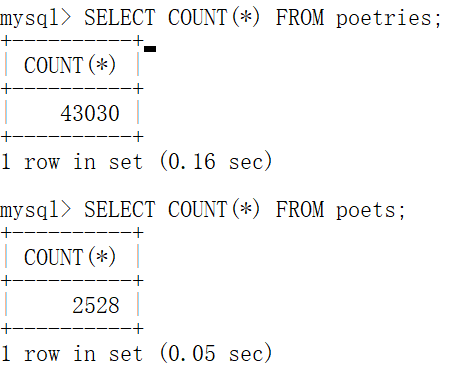 mysql> SELECT COUNT(*) FROM poetries;
+----------+
| COUNT(*) |
+----------+
|    43030 |
+----------+
1 row in set (0.16 sec)

mysql> SELECT COUNT(*) FROM poets;
+----------+
| COUNT(*) |
+----------+
|     2528 |
+----------+
1 row in set (0.05 sec)